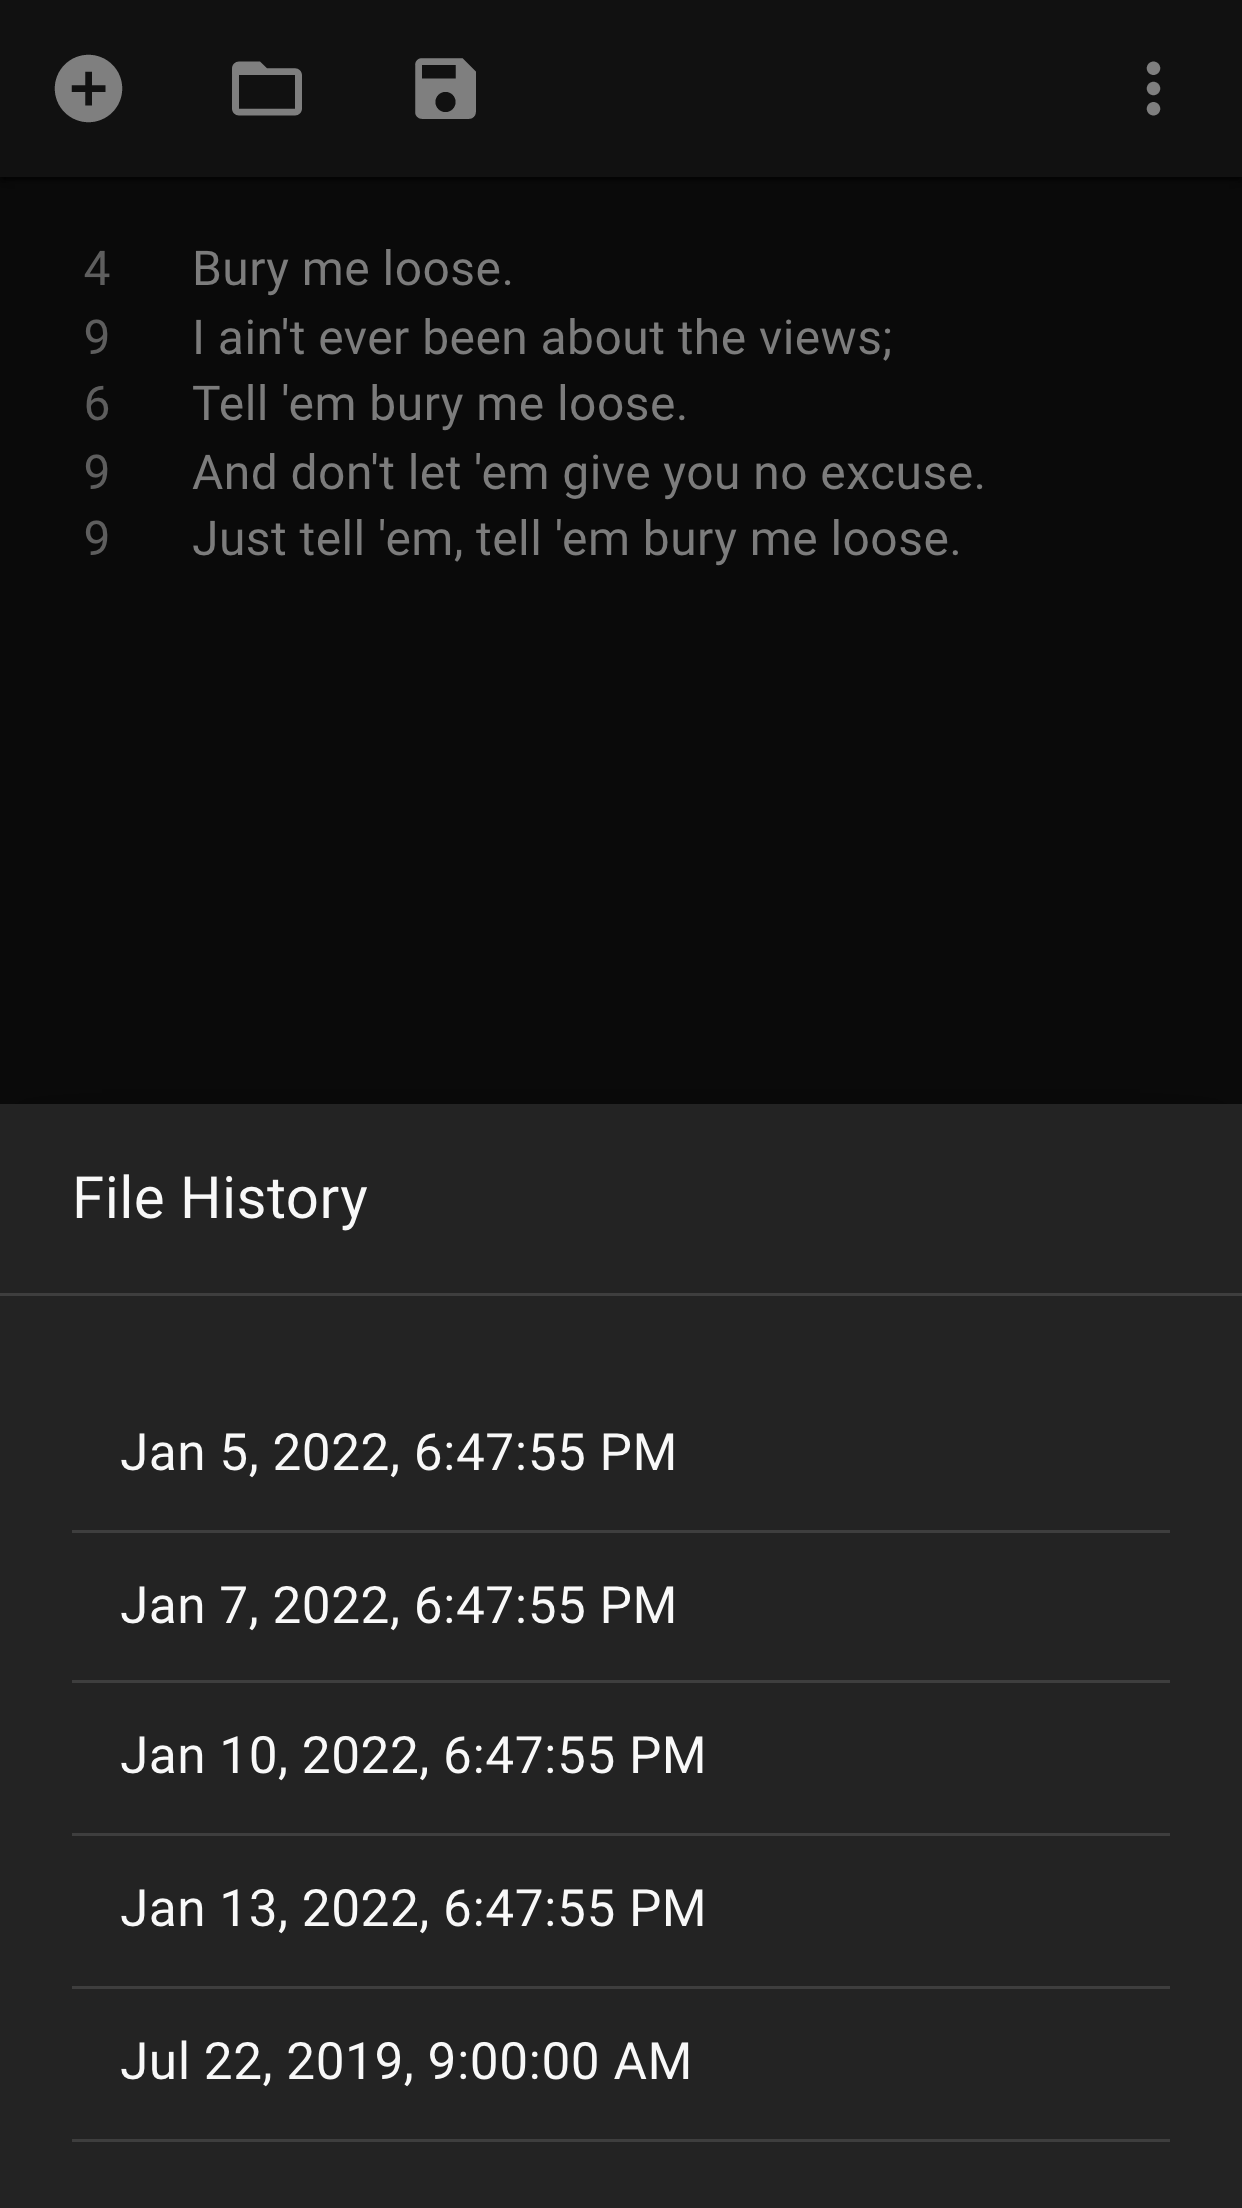 4 Bury me loose.
9 I ain't ever been about the views;
6 Tell 'em bury me loose.
9 And don't let 'em give you no excuse.
9 Just tell 'em, tell 'em bury me loose.
File History
Jan 5, 2022, 6:47:55 PM
Jan 7, 2022, 6:47:55 PM
Jan 10, 2022, 6:47:55 PM
Jan 13, 2022, 6:47:55 PM
Jul 22, 2019, 9:00:00 AM